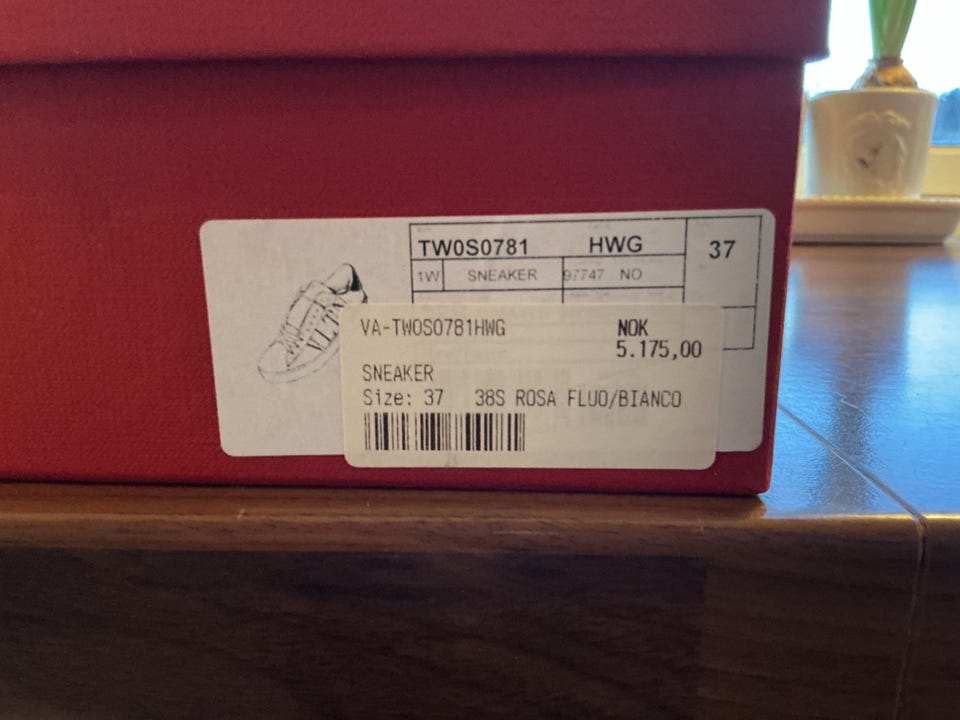 TW0S0781 HWG 37
1W SNEAKER 97747 NO
VLTN
VA-TW0S0781HWG NOK
5.175,00
SNEAKER
Size: 37 38S ROSA FLUO/BIANCO